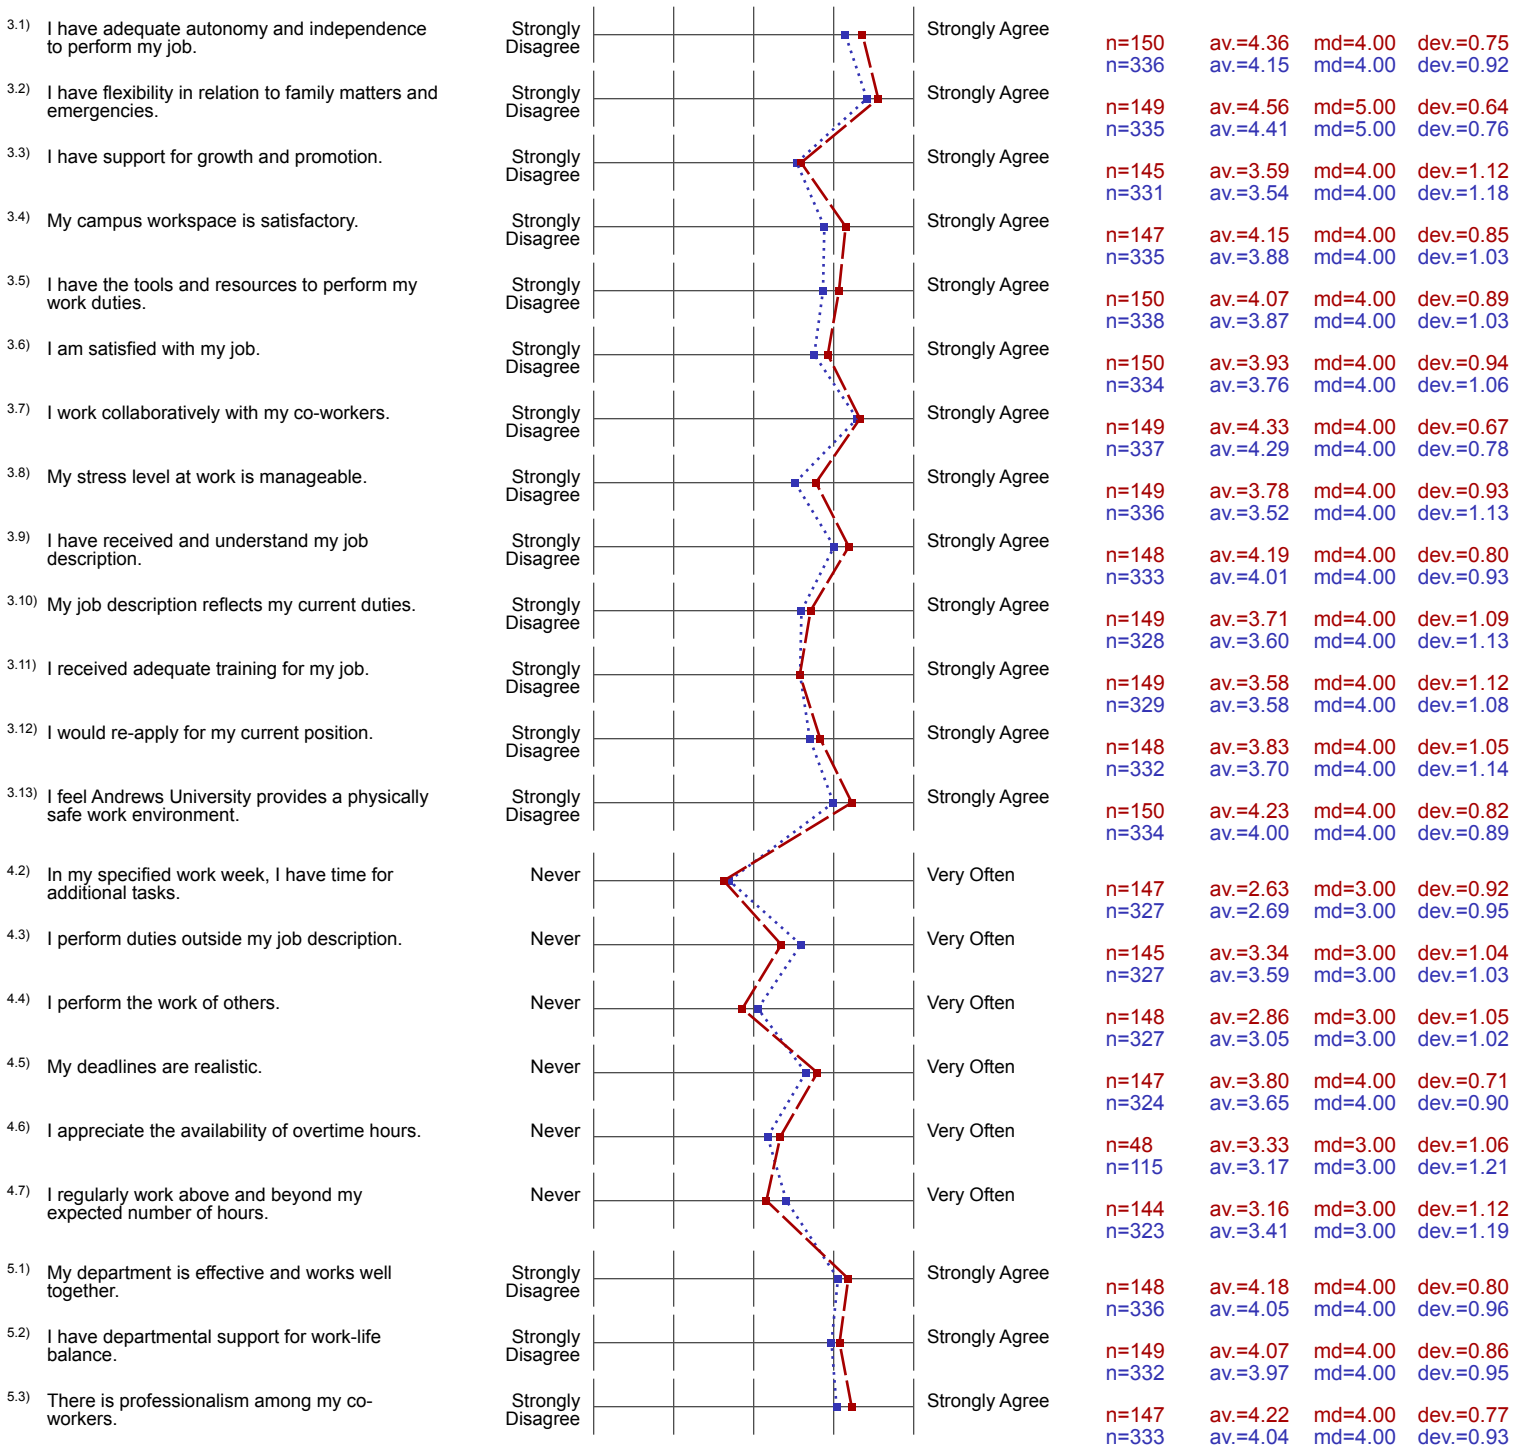 3.1) I have adequate autonomy and independence
to perform my job.
Strongly
Disagree
Strongly Agree
n=150 av.=4.36 md=4.00 dev.=0.75
n=336 av.=4.15 md=4.00 dev.=0.92
3.2) I have flexibility in relation to family matters and
emergencies.
Strongly
Disagree
Strongly Agree
n=149 av.=4.56 md=5.00 dev.=0.64
n=335 av.=4.41 md=5.00 dev.=0.76
3.3) I have support for growth and promotion.
Strongly
Disagree
Strongly Agree
n=145 av.=3.59 md=4.00 dev.=1.12
n=331 av.=3.54 md=4.00 dev.=1.18
3.4) My campus workspace is satisfactory.
Strongly
Disagree
Strongly Agree
n=147 av.=4.15 md=4.00 dev.=0.85
n=335 av.=3.88 md=4.00 dev.=1.03
3.5) I have the tools and resources to perform my
work duties.
Strongly
Disagree
Strongly Agree
n=150 av.=4.07 md=4.00 dev.=0.89
n=338 av.=3.87 md=4.00 dev.=1.03
3.6) I am satisfied with my job.
Strongly
Disagree
Strongly Agree
n=150 av.=3.93 md=4.00 dev.=0.94
n=334 av.=3.76 md=4.00 dev.=1.06
3.7) I work collaboratively with my co-workers.
Strongly
Disagree
Strongly Agree
n=149 av.=4.33 md=4.00 dev.=0.67
n=337 av.=4.29 md=4.00 dev.=0.78
3.8) My stress level at work is manageable.
Strongly
Disagree
Strongly Agree
n=149 av.=3.78 md=4.00 dev.=0.93
n=336 av.=3.52 md=4.00 dev.=1.13
3.9) I have received and understand my job
description.
Strongly
Disagree
Strongly Agree
n=148 av.=4.19 md=4.00 dev.=0.80
n=333 av.=4.01 md=4.00 dev.=0.93
3.10) My job description reflects my current duties.
Strongly
Disagree
Strongly Agree
n=149 av.=3.71 md=4.00 dev.=1.09
n=328 av.=3.60 md=4.00 dev.=1.13
3.11) I received adequate training for my job.
Strongly
Disagree
Strongly Agree
n=149 av.=3.58 md=4.00 dev.=1.12
n=329 av.=3.58 md=4.00 dev.=1.08
3.12) I would re-apply for my current position.
Strongly
Disagree
Strongly Agree
n=148 av.=3.83 md=4.00 dev.=1.05
n=332 av.=3.70 md=4.00 dev.=1.14
3.13) I feel Andrews University provides a physically
safe work environment.
Strongly
Disagree
Strongly Agree
n=150 av.=4.23 md=4.00 dev.=0.82
n=334 av.=4.00 md=4.00 dev.=0.89
4.2) In my specified work week, I have time for
additional tasks.
Never
Very Often
n=147 av.=2.63 md=3.00 dev.=0.92
n=327 av.=2.69 md=3.00 dev.=0.95
4.3) I perform duties outside my job description.
Never
Very Often
n=145 av.=3.34 md=3.00 dev.=1.04
n=327 av.=3.59 md=3.00 dev.=1.03
4.4) I perform the work of others.
Never
Very Often
n=148 av.=2.86 md=3.00 dev.=1.05
n=327 av.=3.05 md=3.00 dev.=1.02
4.5) My deadlines are realistic.
Never
Very Often
n=147 av.=3.80 md=4.00 dev.=0.71
n=324 av.=3.65 md=4.00 dev.=0.90
4.6) I appreciate the availability of overtime hours.
Never
Very Often
n=48 av.=3.33 md=3.00 dev.=1.06
n=115 av.=3.17 md=3.00 dev.=1.21
4.7) I regularly work above and beyond my
expected number of hours.
Never
Very Often
n=144 av.=3.16 md=3.00 dev.=1.12
n=323 av.=3.41 md=3.00 dev.=1.19
5.1) My department is effective and works well
together.
Strongly
Disagree
Strongly Agree
n=148 av.=4.18 md=4.00 dev.=0.80
n=336 av.=4.05 md=4.00 dev.=0.96
5.2) I have departmental support for work-life
balance.
Strongly
Disagree
Strongly Agree
n=149 av.=4.07 md=4.00 dev.=0.86
n=332 av.=3.97 md=4.00 dev.=0.95
5.3) There is professionalism among my co-
workers.
Strongly
Disagree
Strongly Agree
n=147 av.=4.22 md=4.00 dev.=0.77
n=333 av.=4.04 md=4.00 dev.=0.93